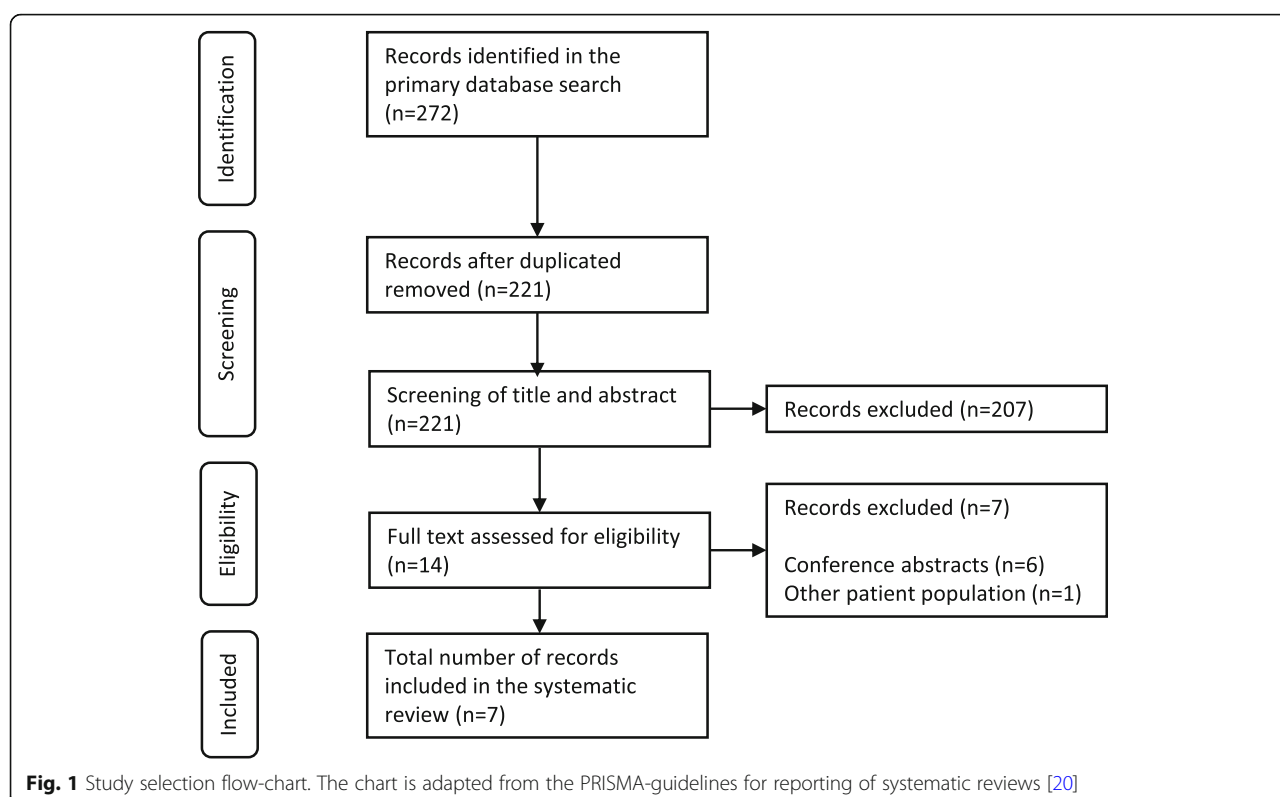 Identification
Records identified in the
primary database search
(n=272)
Screening
Records after duplicated
removed (n=221)
Screening of title and abstract
(n=221)
Records excluded (n=207)
Eligibility
Full text assessed for eligibility
(n=14)
Records excluded (n=7)
Conference abstracts (n=6)
Other patient population (n=1)
Included
Total number of records
included in the systematic
review (n=7)
Fig. 1 Study selection flow-chart. The chart is adapted from the PRISMA-guidelines for reporting of systematic reviews [20]